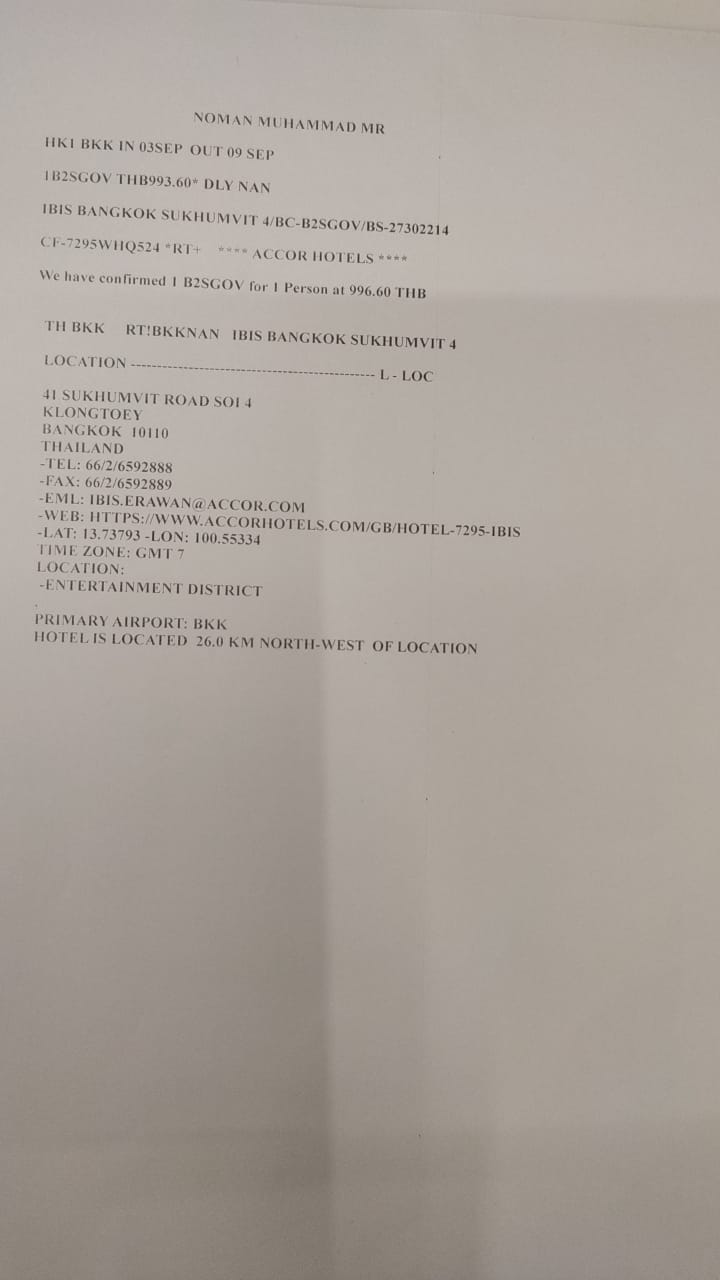 NOMAN MUHAMMAD MR
HK1 BKK IN 03SEP OUT 09 SEP
1B2SGOV THB993.60* DLY NAN
IBIS BANGKOK SUKHUMVIT 4/BC-B2SGOV/BS-27302214
CF-7295WHQ524 *RT+ **** ACCOR HOTELS ****
We have confirmed 1 B2SGOV for 1 Person at 996.60 THB
TH BKK RT!BKKNAN IBIS BANGKOK SUKHUMVIT 4
LOCATION ----------------------------------------------- L - LOC
41 SUKHUMVIT ROAD SOI 4
KLONGTOEY
BANGKOK 10110
THAILAND
-TEL: 66/2/6592888
-FAX: 66/2/6592889
-EML: IBIS.ERAWAN@ACCOR.COM
-WEB: HTTPS://WWW.ACCORHOTELS.COM/GB/HOTEL-7295-IBIS
-LAT: 13.73793 -LON: 100.55334
TIME ZONE: GMT 7
LOCATION:
-ENTERTAINMENT DISTRICT
.
PRIMARY AIRPORT: BKK
HOTEL IS LOCATED 26.0 KM NORTH-WEST OF LOCATION